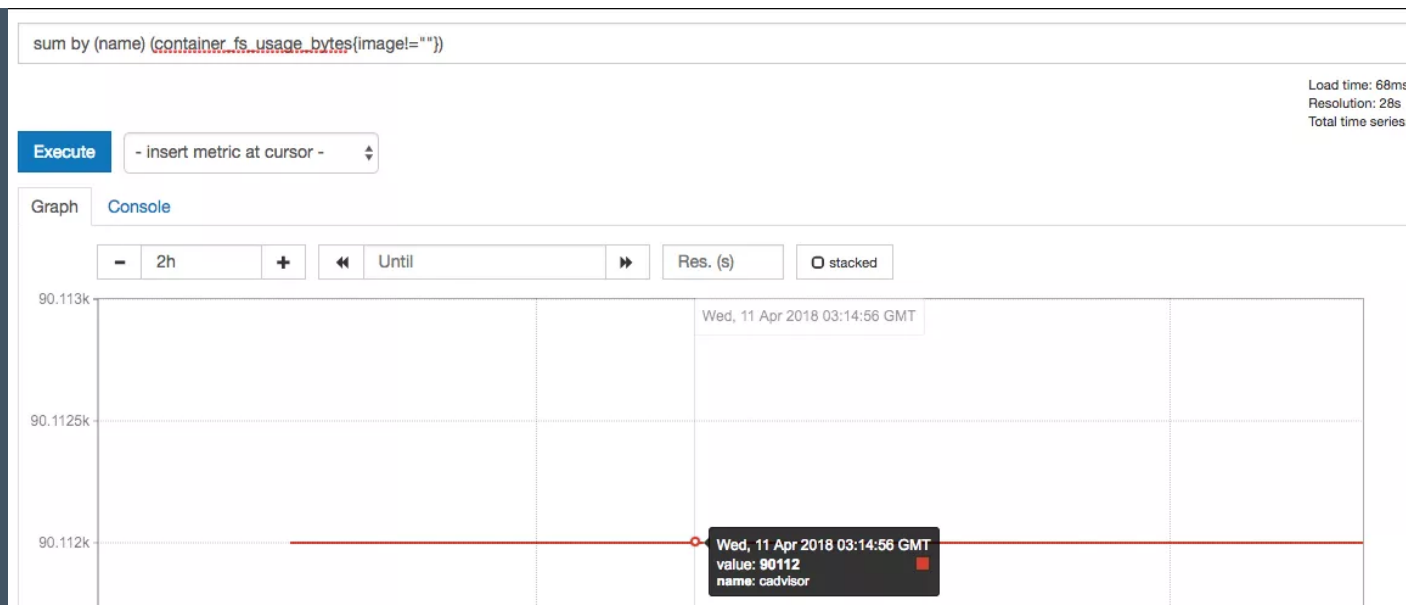 sum by (name) (container_fs_usage_bytes{image!=""})
Load time: 68ms
Resolution: 28s
Total time series
Execute
- insert metric at cursor -
Graph
Console
2h
Until
Res. (s)
stacked
90.113k
Wed, 11 Apr 2018 03:14:56 GMT
90.1125k
90.112k
Wed, 11 Apr 2018 03:14:56 GMT
value: 90112
name: cadvisor